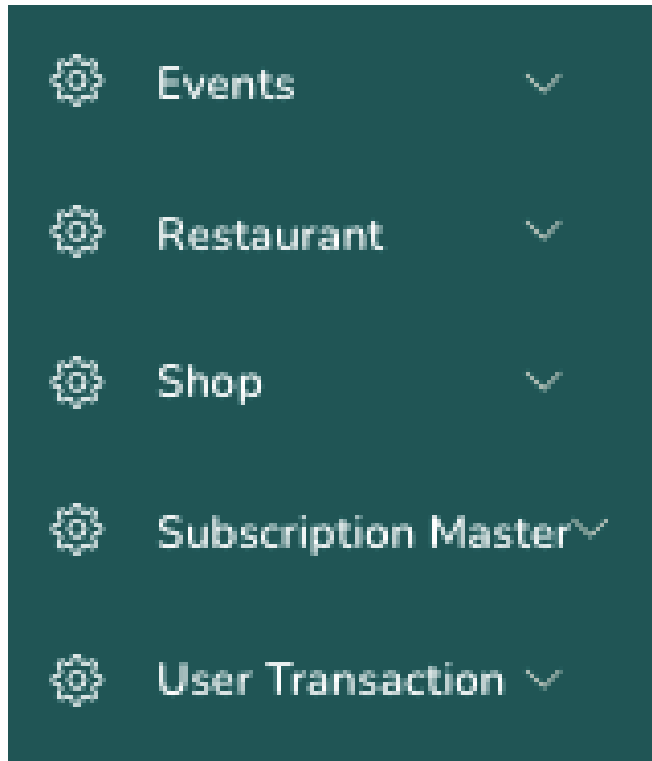 Events
Restaurant
Shop
Subscription Master
User Transaction